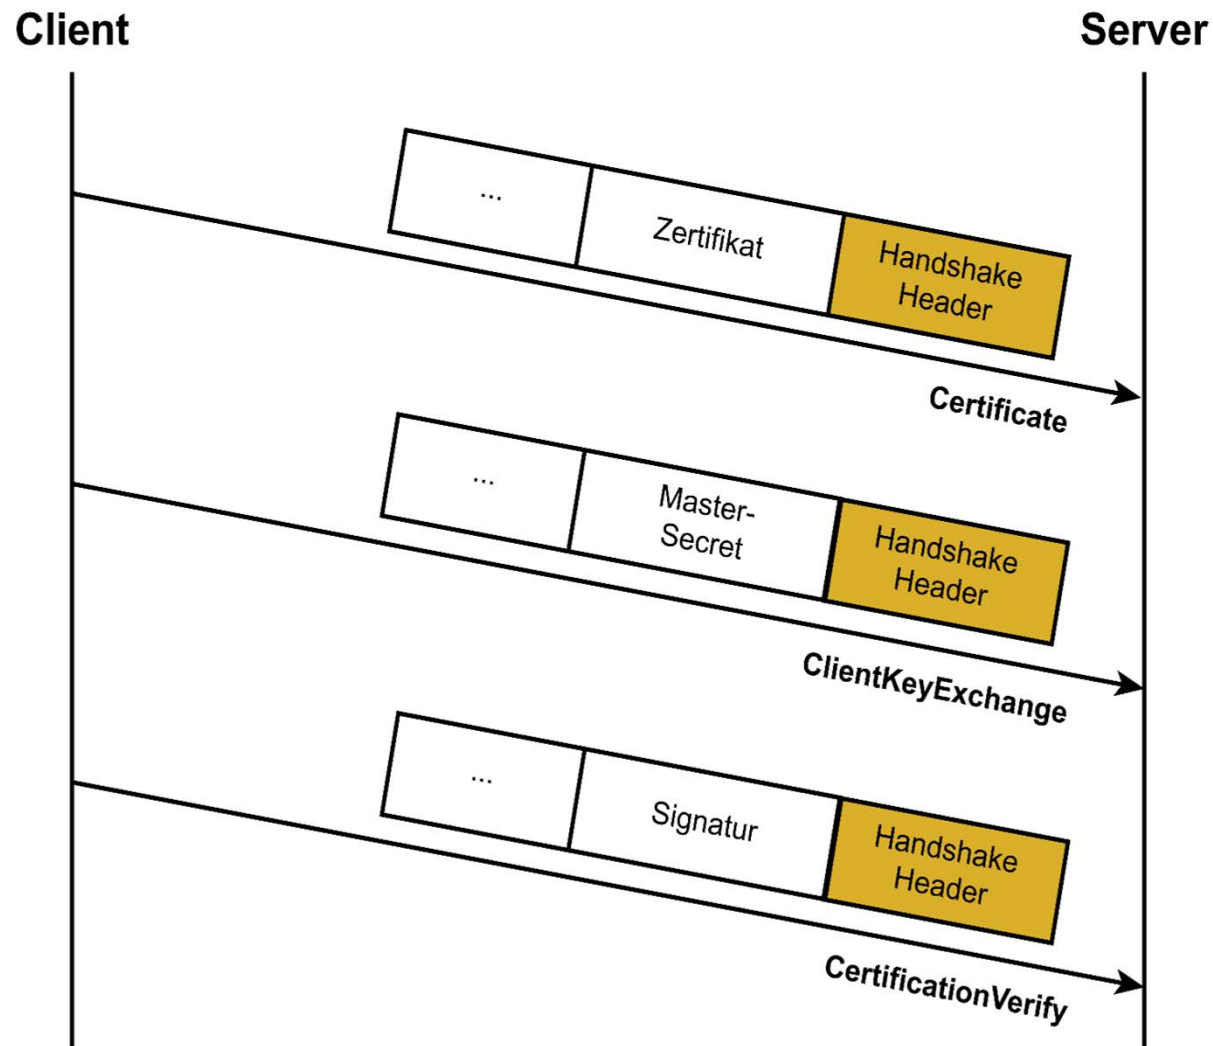 Client
Server
...
Zertifikat
Handshake
Header
Certificate
...
Master-
Secret
Handshake
Header
ClientKeyExchange
...
Signatur
Handshake
Header
CertificationVerify